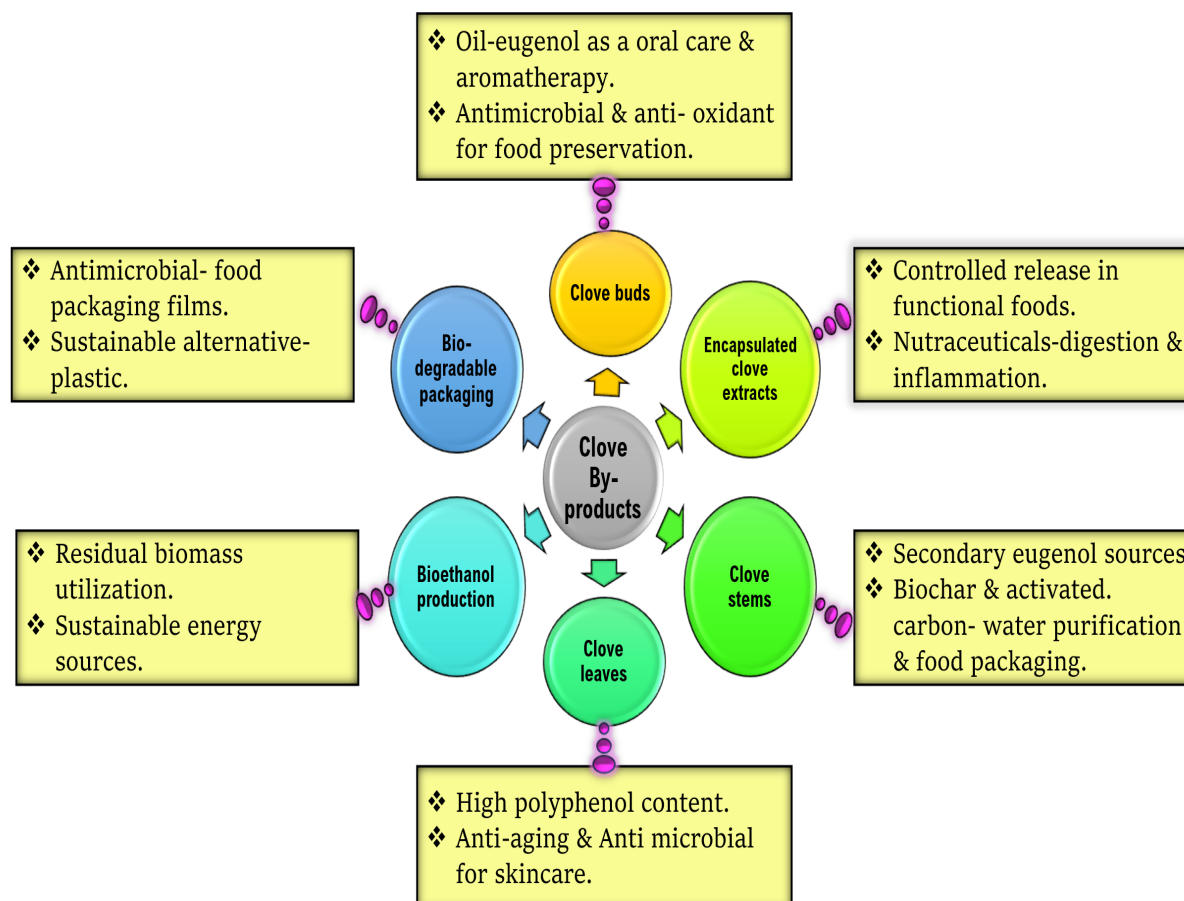 ❖ Oil-eugenol as a oral care &
aromatherapy.
❖ Antimicrobial & anti- oxidant
for food preservation.
Clove buds
❖ Antimicrobial- food
packaging films.
❖ Sustainable alternative-
plastic.
Bio-
degradable
packaging
Encapsulated
clove
extracts
❖ Controlled release in
functional foods.
❖ Nutraceuticals-digestion &
inflammation.
Clove
By-
products
❖ Residual biomass
utilization.
❖ Sustainable energy
sources.
Bioethanol
production
Clove
stems
❖ Secondary eugenol sources
❖ Biochar & activated.
carbon- water purification
& food packaging.
Clove
leaves
❖ High polyphenol content.
❖ Anti-aging & Anti microbial
for skincare.